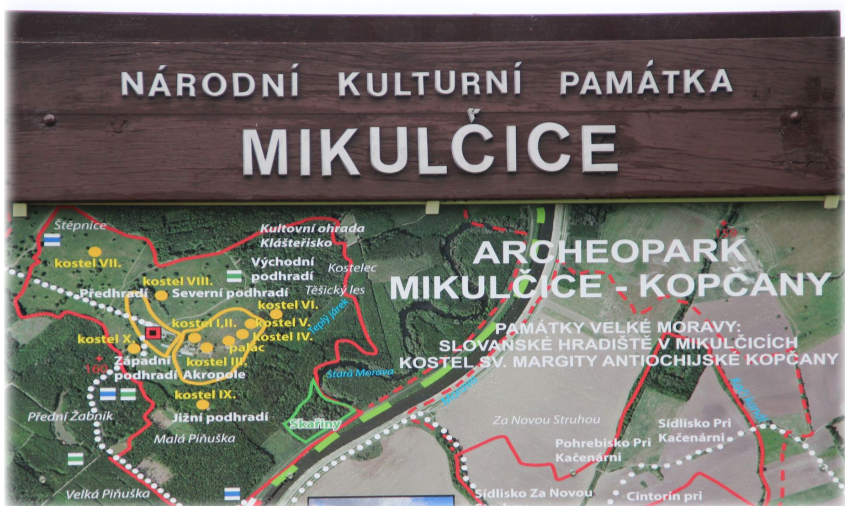 NÁRODNÍ KULTURNÍ PAMÁTKA
MIKULČICE
Štěpnice
Kultovní ohrada
Klášteřisko
ARCHEOPARK
MIKULČICE - KOPČANY
kostel VII.
Východní
podhradí
Kostelec
Těšický les
kostel VIII.
Předhradí
Severní podhradí
kostel VI.
Teplý járek
kostel X.
kostel I,II.
kostel V.
kostel IV.
palác
kostel III.
PAMÁTKY VELKÉ MORAVY:
SLOVANSKÉ HRADIŠTĚ V MIKULČICÍCH
KOSTEL SV. MARGITY ANTIOCHIJSKÉ KOPČANY
160
Západní
podhradí
Akropole
Stará Morava
kostel IX.
Přední Žabník
Jižní podhradí
Skařiny
Malá Piňuška
Za Novou Struhou
Sídlisko Pri
Kačenárni
Pohrebisko Pri
Kačenárni
Velká Piňuška
Sídlisko Za Novou
Cintorín pri